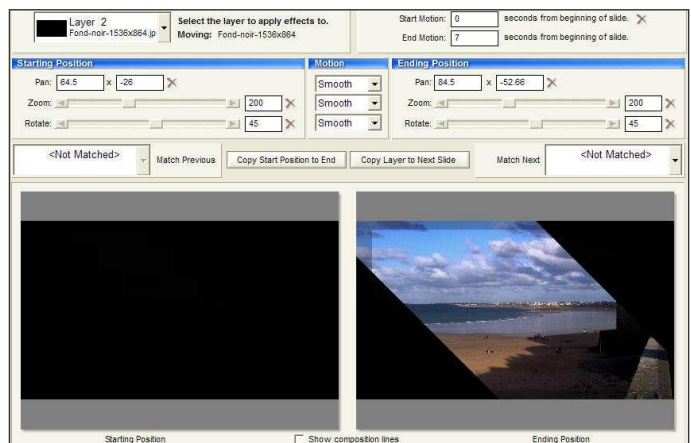 Layer 2
Fond-noir-1536x864.jp
Select the layer to apply effects to.
Moving: Fond-noir-1536x864
Start Motion: 0 seconds from beginning of slide.
End Motion: 7 seconds from beginning of slide.
Starting Position
Motion
Ending Position
Pan: 64.5 x -26
Smooth
Pan: 84.5 x -52.66
Zoom: 200
Smooth
Zoom: 200
Rotate: 45
Smooth
Rotate: 45
<Not Matched>
Match Previous
Copy Start Position to End
Copy Layer to Next Slide
Match Next
<Not Matched>
Starting Position
Show composition lines
Ending Position